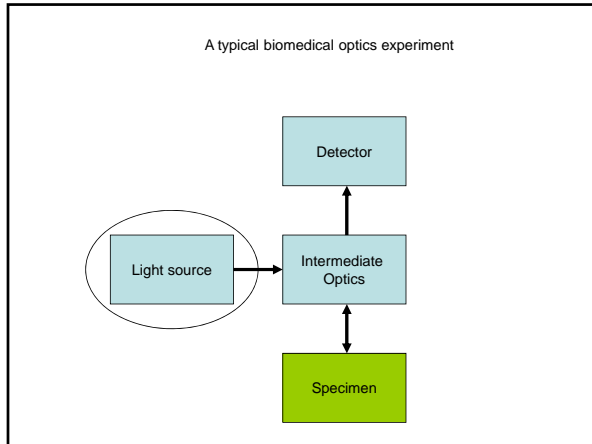 A typical biomedical optics experiment
Detector
Light source
Intermediate
Optics
Specimen